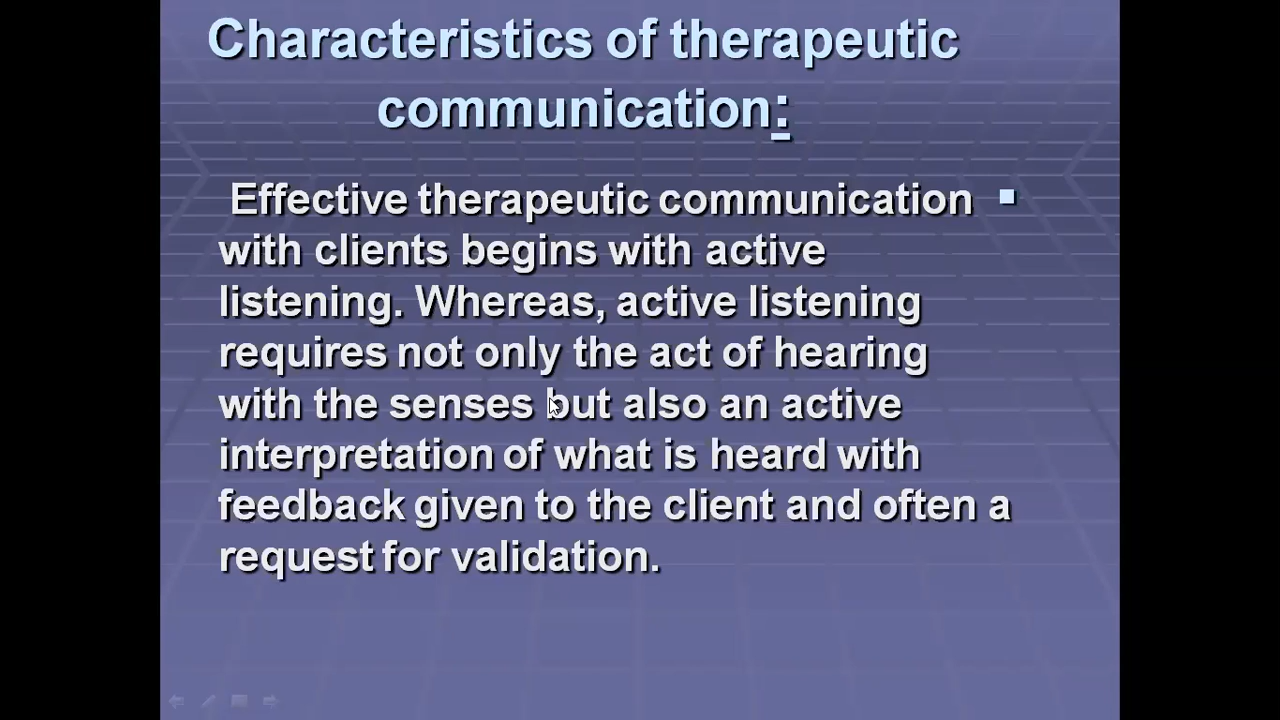 Characteristics of therapeutic
communication:
Effective therapeutic communication
with clients begins with active
listening. Whereas, active listening
requires not only the act of hearing
with the senses but also an active
interpretation of what is heard with
feedback given to the client and often a
request for validation.